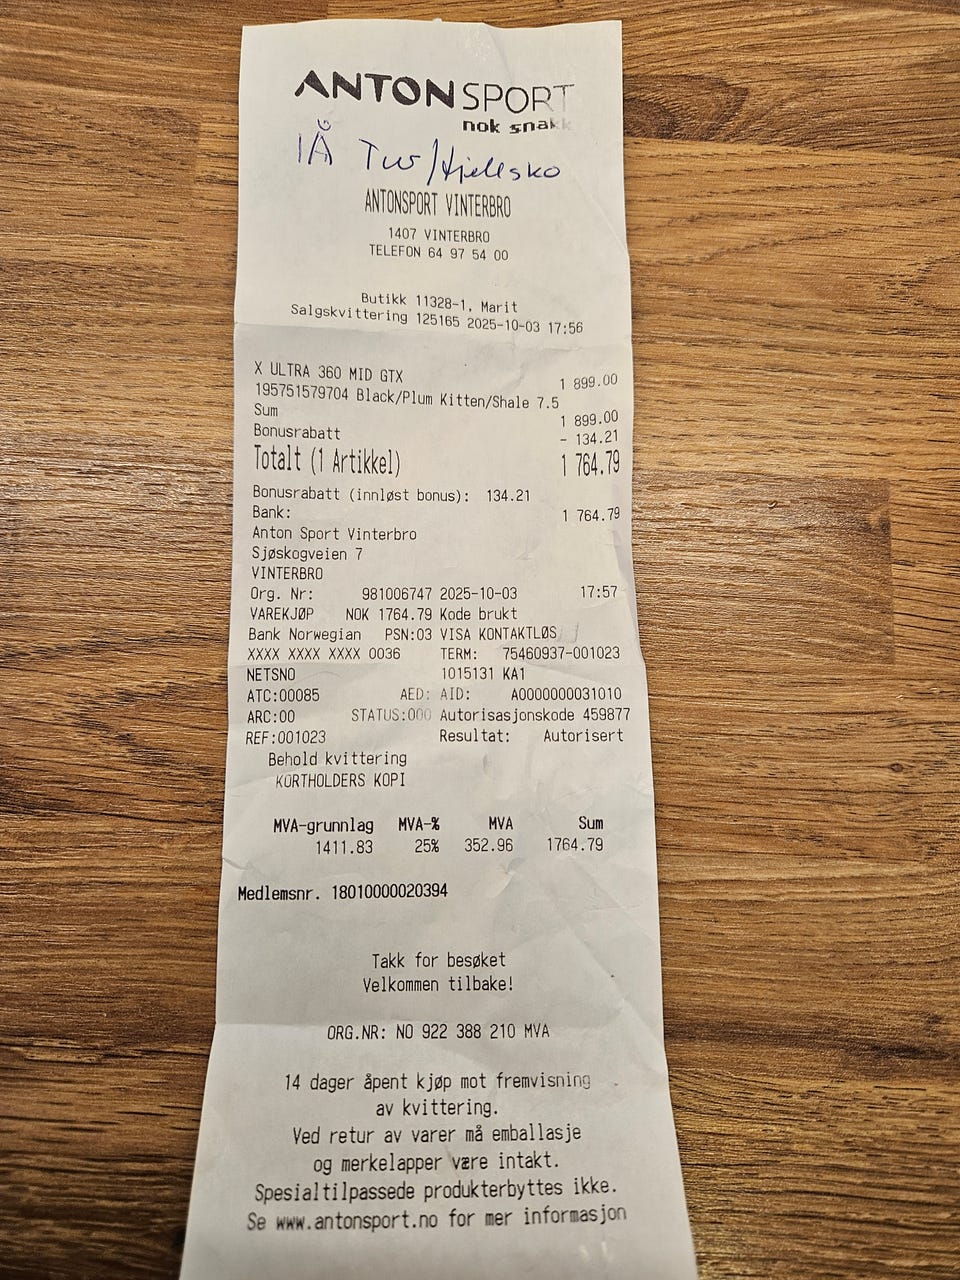 ANTON SPORT
nok snakk
IÅ Tur/Fjellsko
ANTONSPORT VINTERBRO
1407 VINTERBRO
TELEFON 64 97 54 00
Butikk 11328-1, Marit
Salgskvittering 125165 2025-10-03 17:56
X ULTRA 360 MID GTX 1 899.00
195751579704 Black/Plum Kitten/Shale 7.5
Sum 1 899.00
Bonusrabatt - 134.21
Totalt (1 Artikkel) 1 764.79
Bonusrabatt (innløst bonus): 134.21
Bank: 1 764.79
Anton Sport Vinterbro
Sjøskogveien 7
VINTERBRO
Org. Nr: 981006747 2025-10-03 17:57
VAREKJØP NOK 1764.79 Kode brukt
Bank Norwegian PSN:03 VISA KONTAKTLØS
XXXX XXXX XXXX 0036 TERM: 75460937-001023
NETSNO 1015131 KA1
ATC:00085 AED: AID: A0000000031010
ARC:00 STATUS:000 Autorisasjonskode 459877
REF:001023 Resultat: Autorisert
Behold kvittering
KORTHOLDERS KOPI
MVA-grunnlag MVA-% MVA Sum
1411.83 25% 352.96 1764.79
Medlemsnr. 18010000020394
Takk for besøket
Velkommen tilbake!
ORG.NR: NO 922 388 210 MVA
14 dager åpent kjøp mot fremvisning
av kvittering.
Ved retur av varer må emballasje
og merkelapper være intakt.
Spesialtilpassede produkterbyttes ikke.
Se www.antonsport.no for mer informasjon